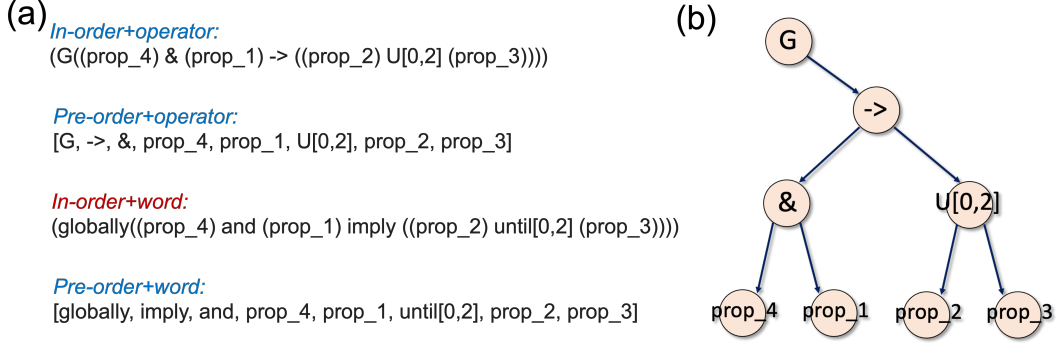 (a)
In-order+operator:
(G((prop_4) & (prop_1) -> ((prop_2) U[0,2] (prop_3))))
Pre-order+operator:
[G, ->, &, prop_4, prop_1, U[0,2], prop_2, prop_3]
In-order+word:
(globally((prop_4) and (prop_1) imply ((prop_2) until[0,2] (prop_3))))
Pre-order+word:
[globally, imply, and, prop_4, prop_1, until[0,2], prop_2, prop_3]
(b)
G
->
& U[0,2]
prop_4 prop_1 prop_2 prop_3